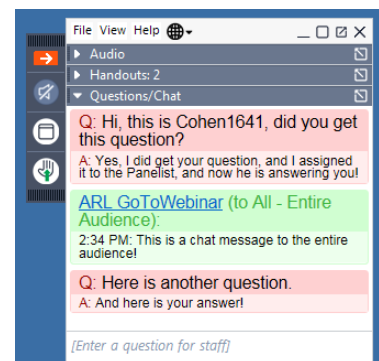 File View Help
Audio
Handouts: 2
Questions/Chat
Q: Hi, this is Cohen1641, did you get
this question?
A: Yes, I did get your question, and I assigned
it to the Panelist, and now he is answering you!
ARL GoToWebinar (to All - Entire
Audience):
2:34 PM: This is a chat message to the entire
audience!
Q: Here is another question.
A: And here is your answer!
[Enter a question for staff]